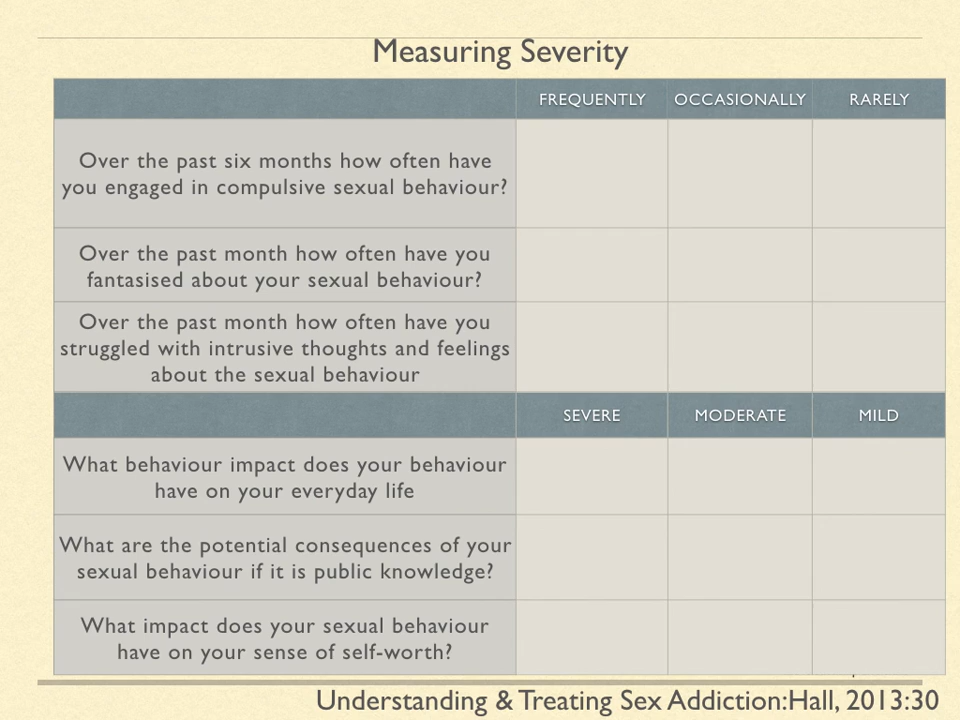 Measuring Severity
FREQUENTLY OCCASIONALLY RARELY
Over the past six months how often have
you engaged in compulsive sexual behaviour?
Over the past month how often have you
fantasised about your sexual behaviour?
Over the past month how often have you
struggled with intrusive thoughts and feelings
about the sexual behaviour
SEVERE MODERATE MILD
What behaviour impact does your behaviour
have on your everyday life
What are the potential consequences of your
sexual behaviour if it is public knowledge?
What impact does your sexual behaviour
have on your sense of self-worth?
Understanding & Treating Sex Addiction:Hall, 2013:30